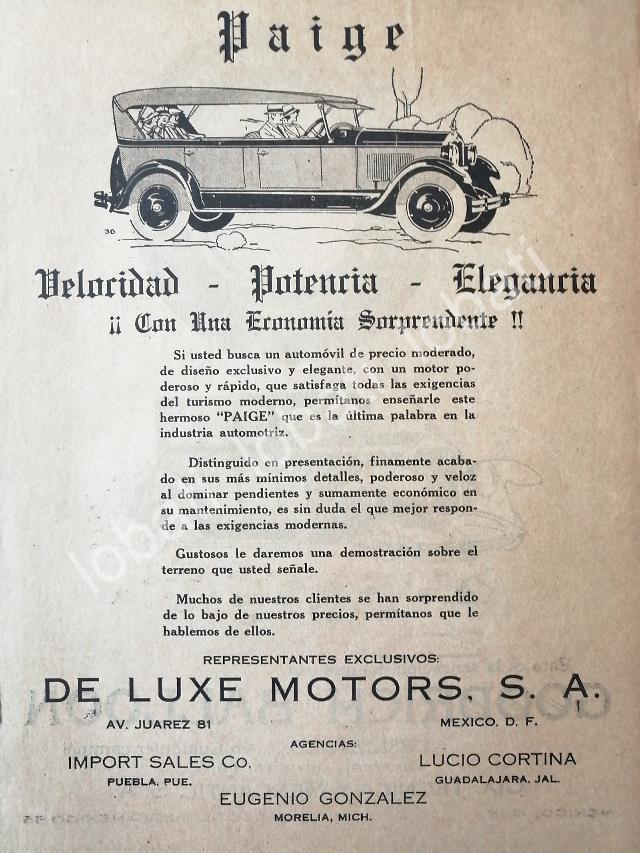 Paige
30
Velocidad - Potencia - Elegancia
¡¡ Con Una Economía Sorprendente !!
Si usted busca un automóvil de precio moderado,
de diseño exclusivo y elegante, con un motor po-
deroso y rápido, que satisfaga todas las exigencias
del turismo moderno, permítanos enseñarle este
hermoso "PAIGE" que es la última palabra en la
industria automotriz.
Distinguido en presentación, finamente acaba-
do en sus más mínimos detalles, poderoso y veloz
al dominar pendientes y sumamente económico en
su mantenimiento, es sin duda el que mejor respon-
de a las exigencias modernas.
Gustosos le daremos una demostración sobre el
terreno que usted señale.
Muchos de nuestros clientes se han sorprendido
de lo bajo de nuestros precios, permítanos que le
hablemos de ellos.
REPRESENTANTES EXCLUSIVOS:
DE LUXE MOTORS, S. A.
AV. JUAREZ 81 MEXICO, D. F.
AGENCIAS:
IMPORT SALES Co. LUCIO CORTINA
PUEBLA, PUE. GUADALAJARA, JAL.
EUGENIO GONZALEZ
MORELIA, MICH.